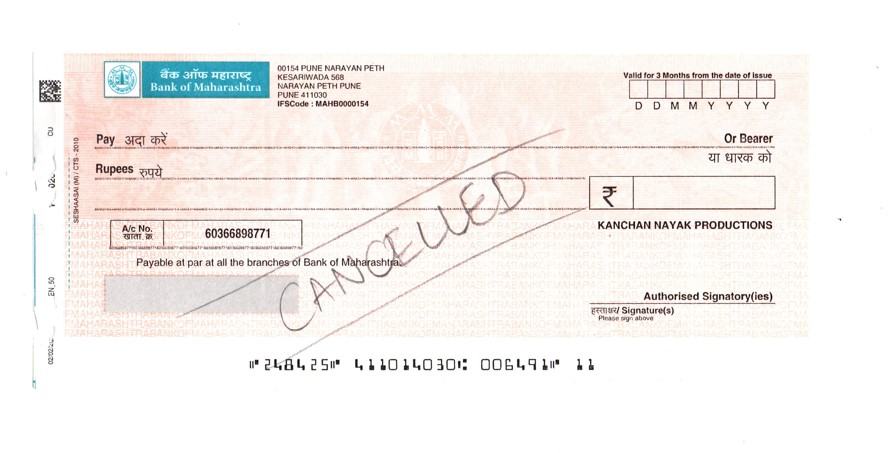 बैंक ऑफ महाराष्ट्र
Bank of Maharashtra
00154 PUNE NARAYAN PETH
KESARIWADA 568
NARAYAN PETH PUNE
PUNE 411030
IFSCode : MAHB0000154
Valid for 3 Months from the date of issue
D D M M Y Y Y Y
Pay अदा करें
Or Bearer
या धारक को
Rupees रुपये
₹
A/c No.
खाता क्र.
60366898771
KANCHAN NAYAK PRODUCTIONS
Payable at par at all the branches of Bank of Maharashtra.
CANCELLED
Authorised Signatory(ies)
हस्ताक्षर/ Signature(s)
Please sign above
SESHAASAI (M) / CTS - 2010
⑈248425⑈ 411014030⑆ 006491⑈ 11